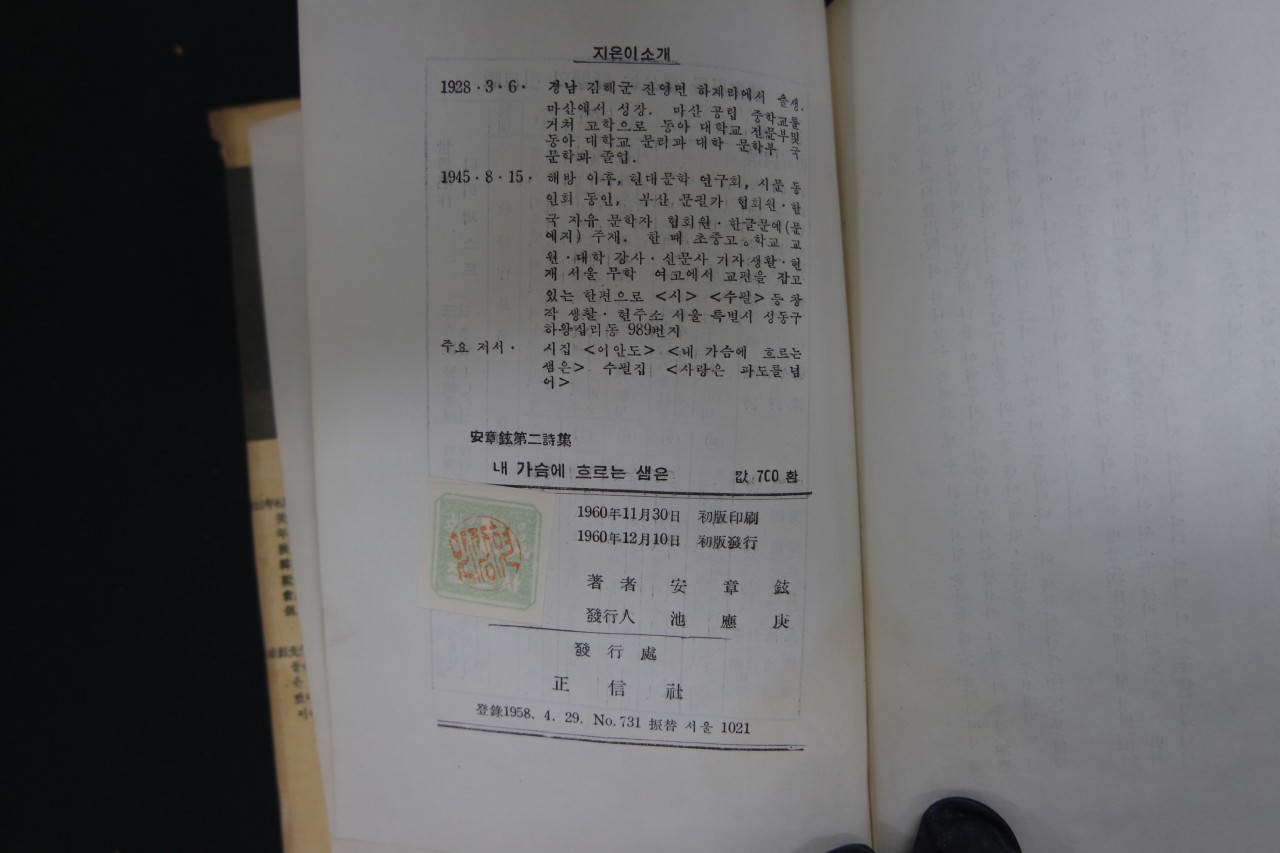 지은이소개
1928·3·6· 경남 김해군 진영면 하계리에서 출생.
마산에서 성장. 마산 공립 중학교를
거쳐 고학으로 동아 대학교 전문부및
동아 대학교 문리과 대학 문학부 국
문학과 졸업.
1945·8·15· 해방 이후, 현대문학 연구회, 시문 동
인회 동인, 부산 문필가 협회원·한
국 자유 문학자 협회원·한글문예(문
예지) 주재. 한 때 초중고등학교 교
원·대학 강사·신문사 기자생활·현
재 서울 무학 여고에서 교편을 잡고
있는 한편으로 <시> <수필> 등 창
작 생활·현주소 서울 특별시 성동구
하왕십리동 989번지
주요 저서· 시집 <이안도> <내 가슴에 흐르는
샘은> 수필집 <사랑은 파도를 넘
어>
安章鉉第二詩集
내 가슴에 흐르는 샘은 값 700 환
1960年11月30日 初版印刷
1960年12月10日 初版發行
著者 安章鉉
發行人 池應庚
發行處
正信社
登錄1958. 4. 29. No.731 振替 서울 1021